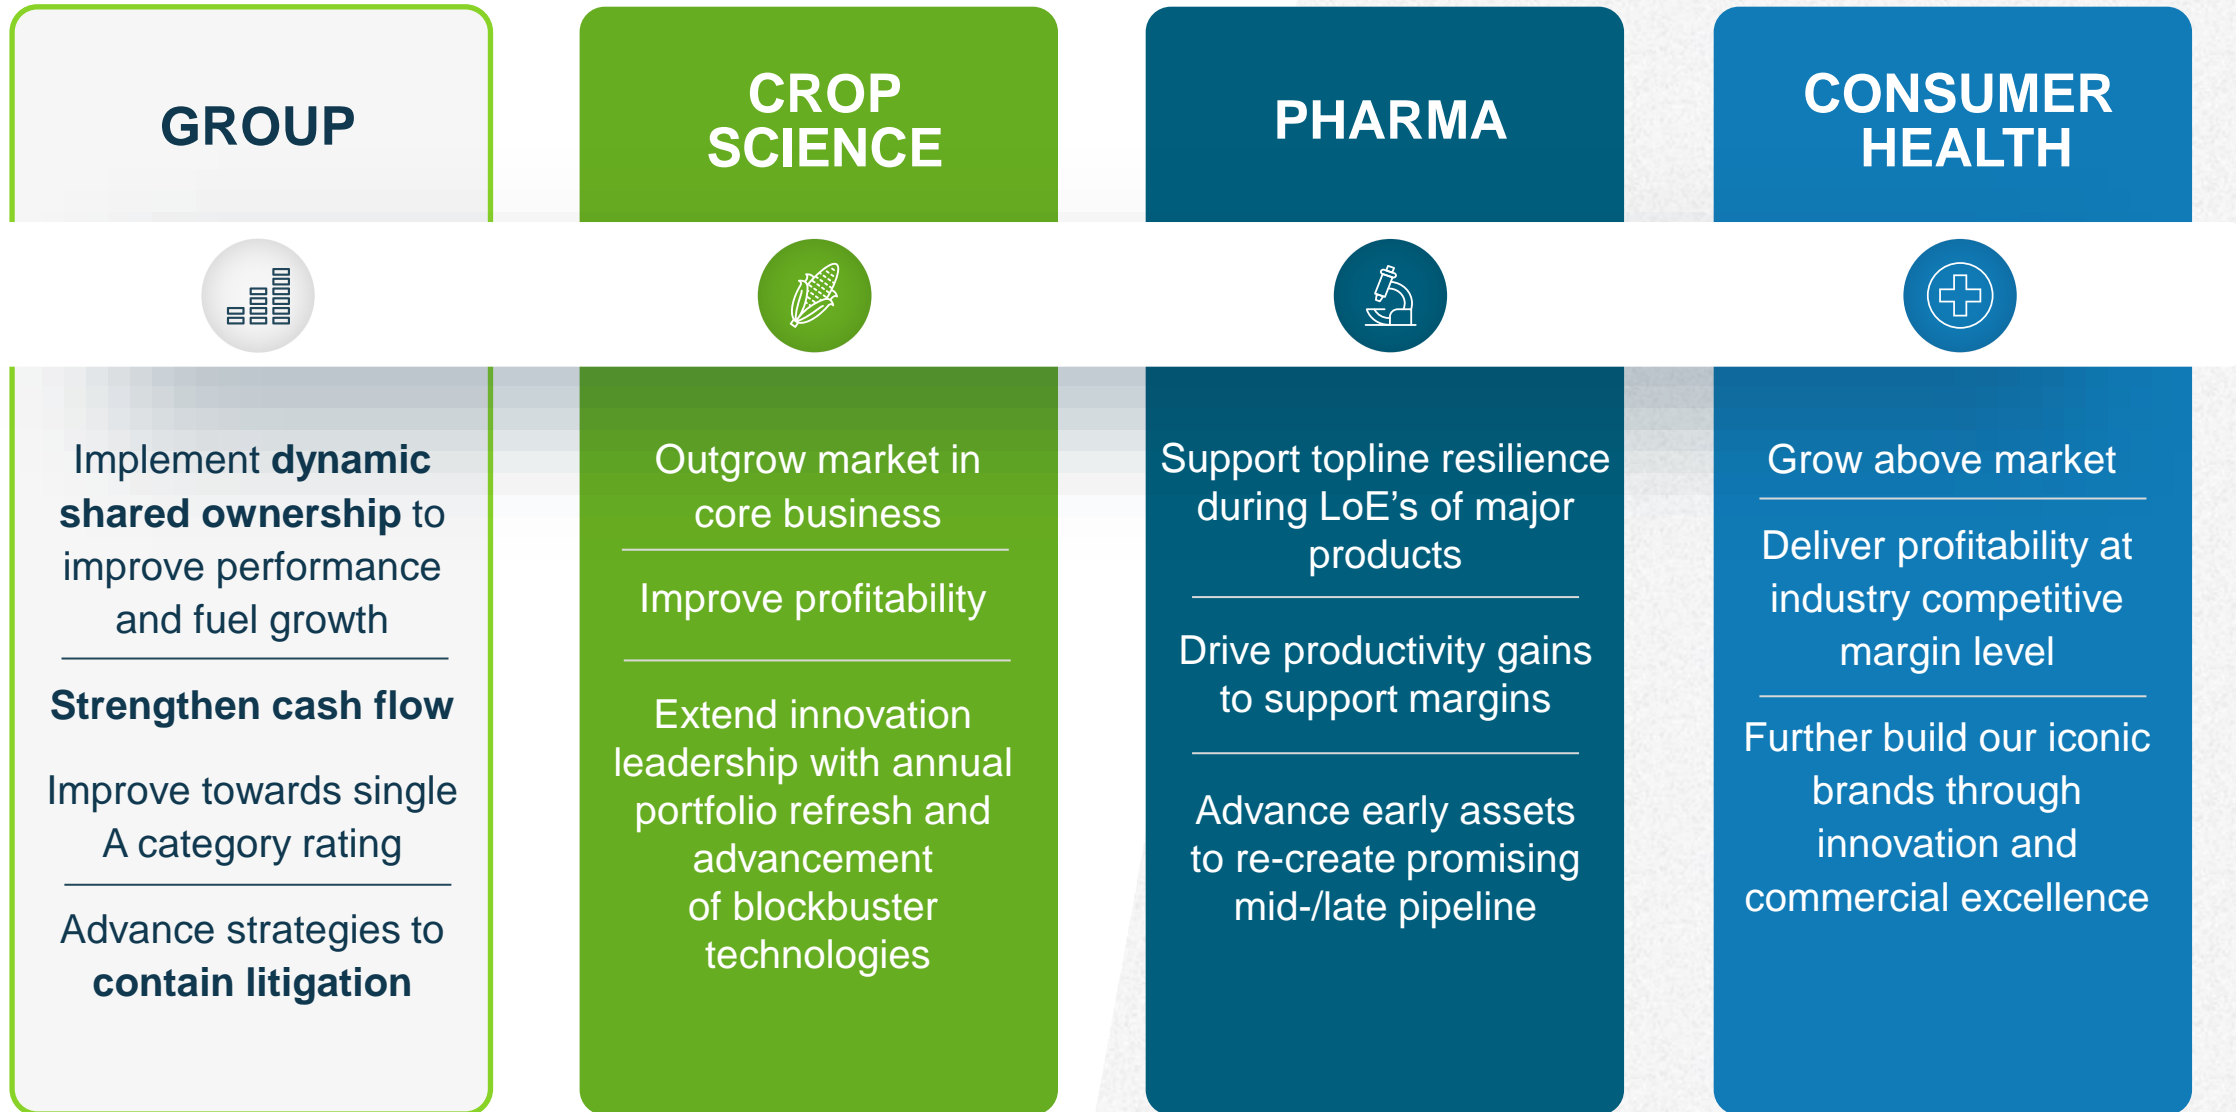 GROUP
Implement dynamic
shared ownership to
improve performance
and fuel growth
Strengthen cash flow
Improve towards single
A category rating
Advance strategies to
contain litigation
CROP
SCIENCE
Outgrow market in
core business
Improve profitability
Extend innovation
leadership with annual
portfolio refresh and
advancement
of blockbuster
technologies
PHARMA
Support topline resilience
during LoE’s of major
products
Drive productivity gains
to support margins
Advance early assets
to re-create promising
mid-/late pipeline
CONSUMER
HEALTH
Grow above market
Deliver profitability at
industry competitive
margin level
Further build our iconic
brands through
innovation and
commercial excellence